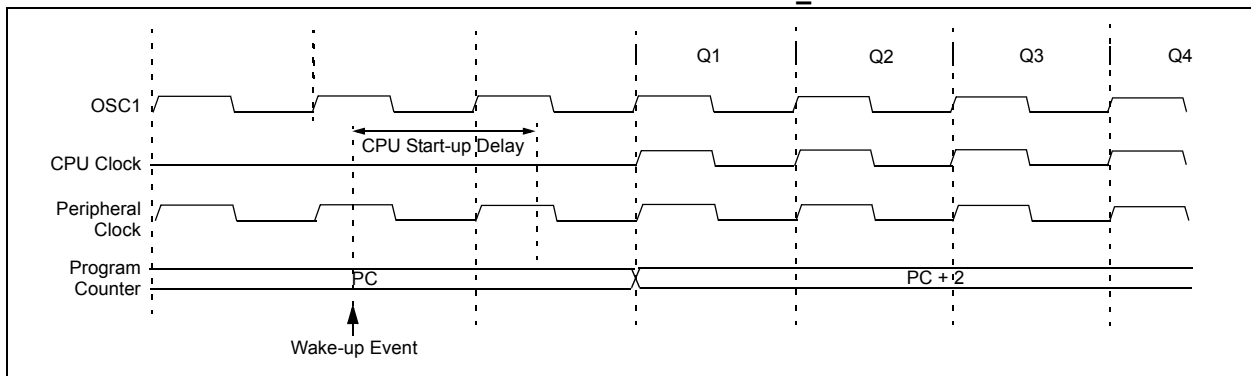 Q1 Q2 Q3 Q4
OSC1
CPU Start-up Delay
CPU Clock
Peripheral
Clock
Program
Counter
PC PC + 2
Wake-up Event